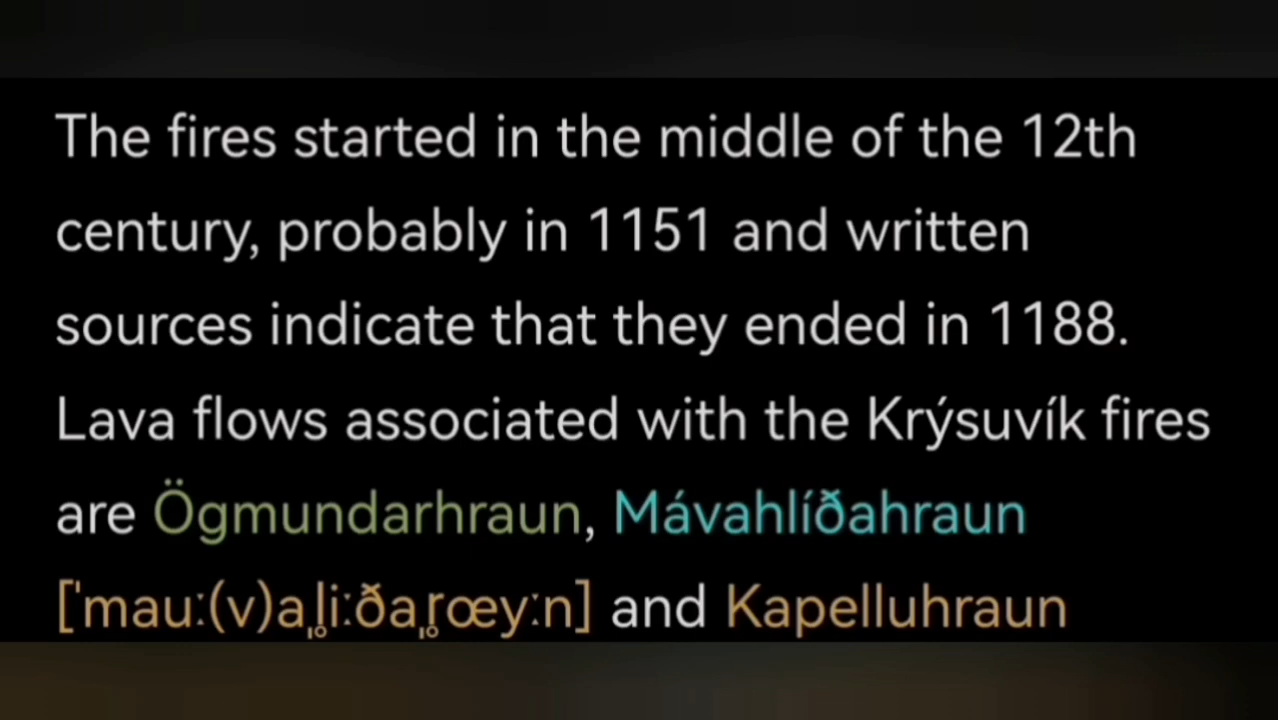 The fires started in the middle of the 12th
century, probably in 1151 and written
sources indicate that they ended in 1188.
Lava flows associated with the Krýsuvík fires
are Ögmundarhraun, Mávahlíðahraun
[ˈmauː(v)aˌl̥iːðaˌr̥œyːn] and Kapelluhraun